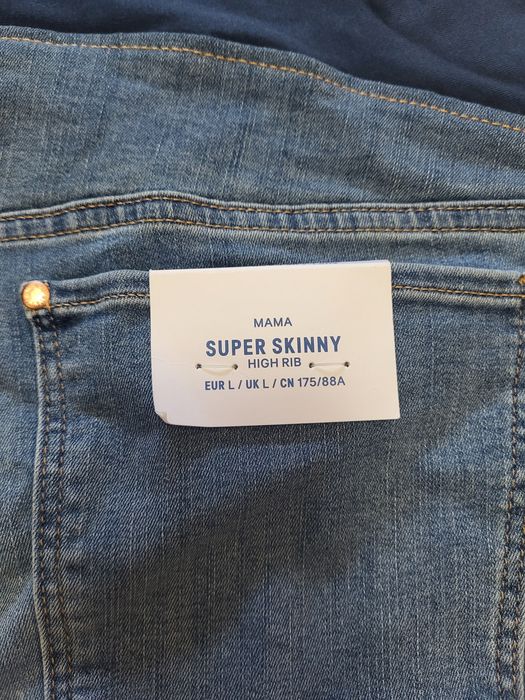 MAMA
SUPER SKINNY
HIGH RIB
EUR L / UK L / CN 175/88A